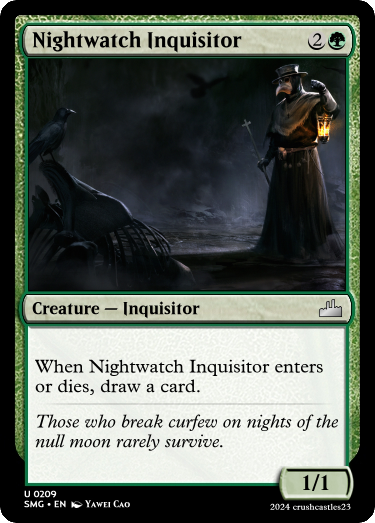 Nightwatch Inquisitor 2
Creature — Inquisitor
When Nightwatch Inquisitor enters
or dies, draw a card.
Those who break curfew on nights of the
null moon rarely survive.
1/1
U 0209
SMG • EN Yawei Cao
2024 crushcastles23